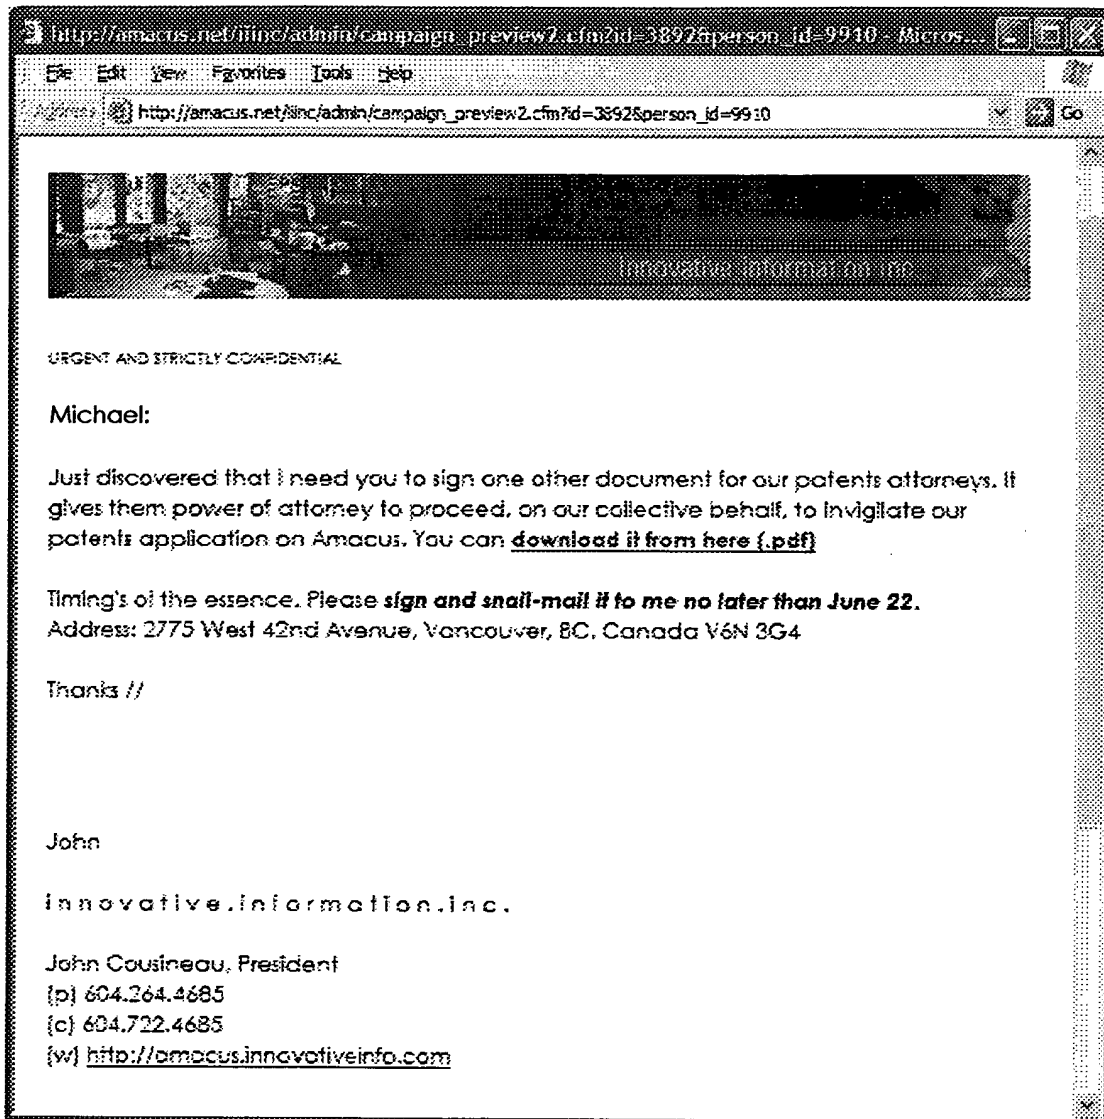 http://amacus.net/iiinc/admin/campaign_preview2.cfm?id=3892&person_id=9910 - Micros...
File Edit View Favorites Tools Help
Address http://amacus.net/iiinc/admin/campaign_preview2.cfm?id=3892&person_id=9910 Go
innovative information inc.
URGENT AND STRICTLY CONFIDENTIAL
Michael:
Just discovered that I need you to sign one other document for our patents attorneys. It
gives them power of attorney to proceed, on our collective behalf, to invigilate our
patents application on Amacus. You can download it from here (.pdf)
Timing's of the essence. Please sign and snail-mail it to me no later than June 22.
Address: 2775 West 42nd Avenue, Vancouver, BC, Canada V6N 3G4
Thanks //
John
innovative.information.inc.
John Cousineau, President
(p) 604.264.4685
(c) 604.722.4685
(w) http://amacus.innovativeinfo.com